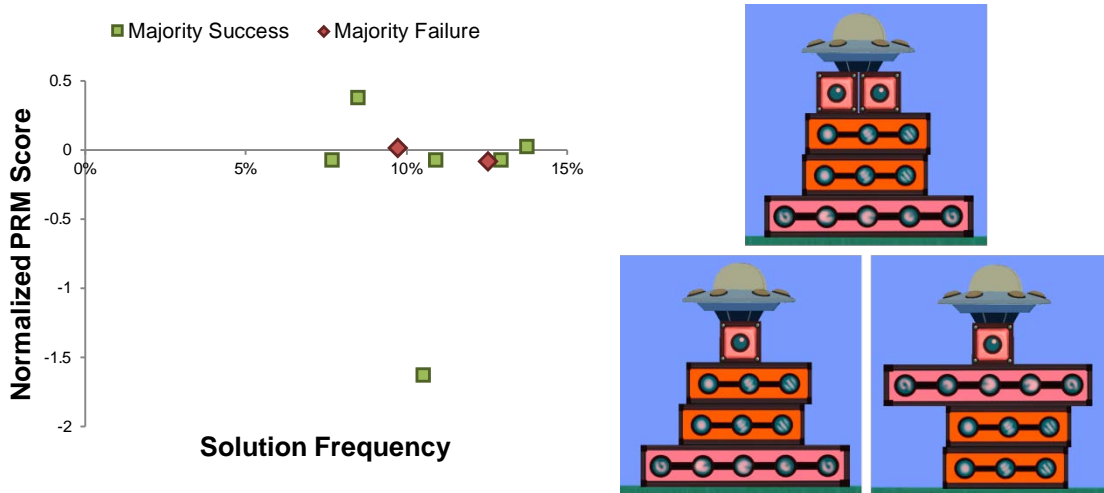 Majority Success
Majority Failure
0.5
0
-0.5
-1
-1.5
-2
0%
5%
10%
15%
Normalized PRM Score
Solution Frequency